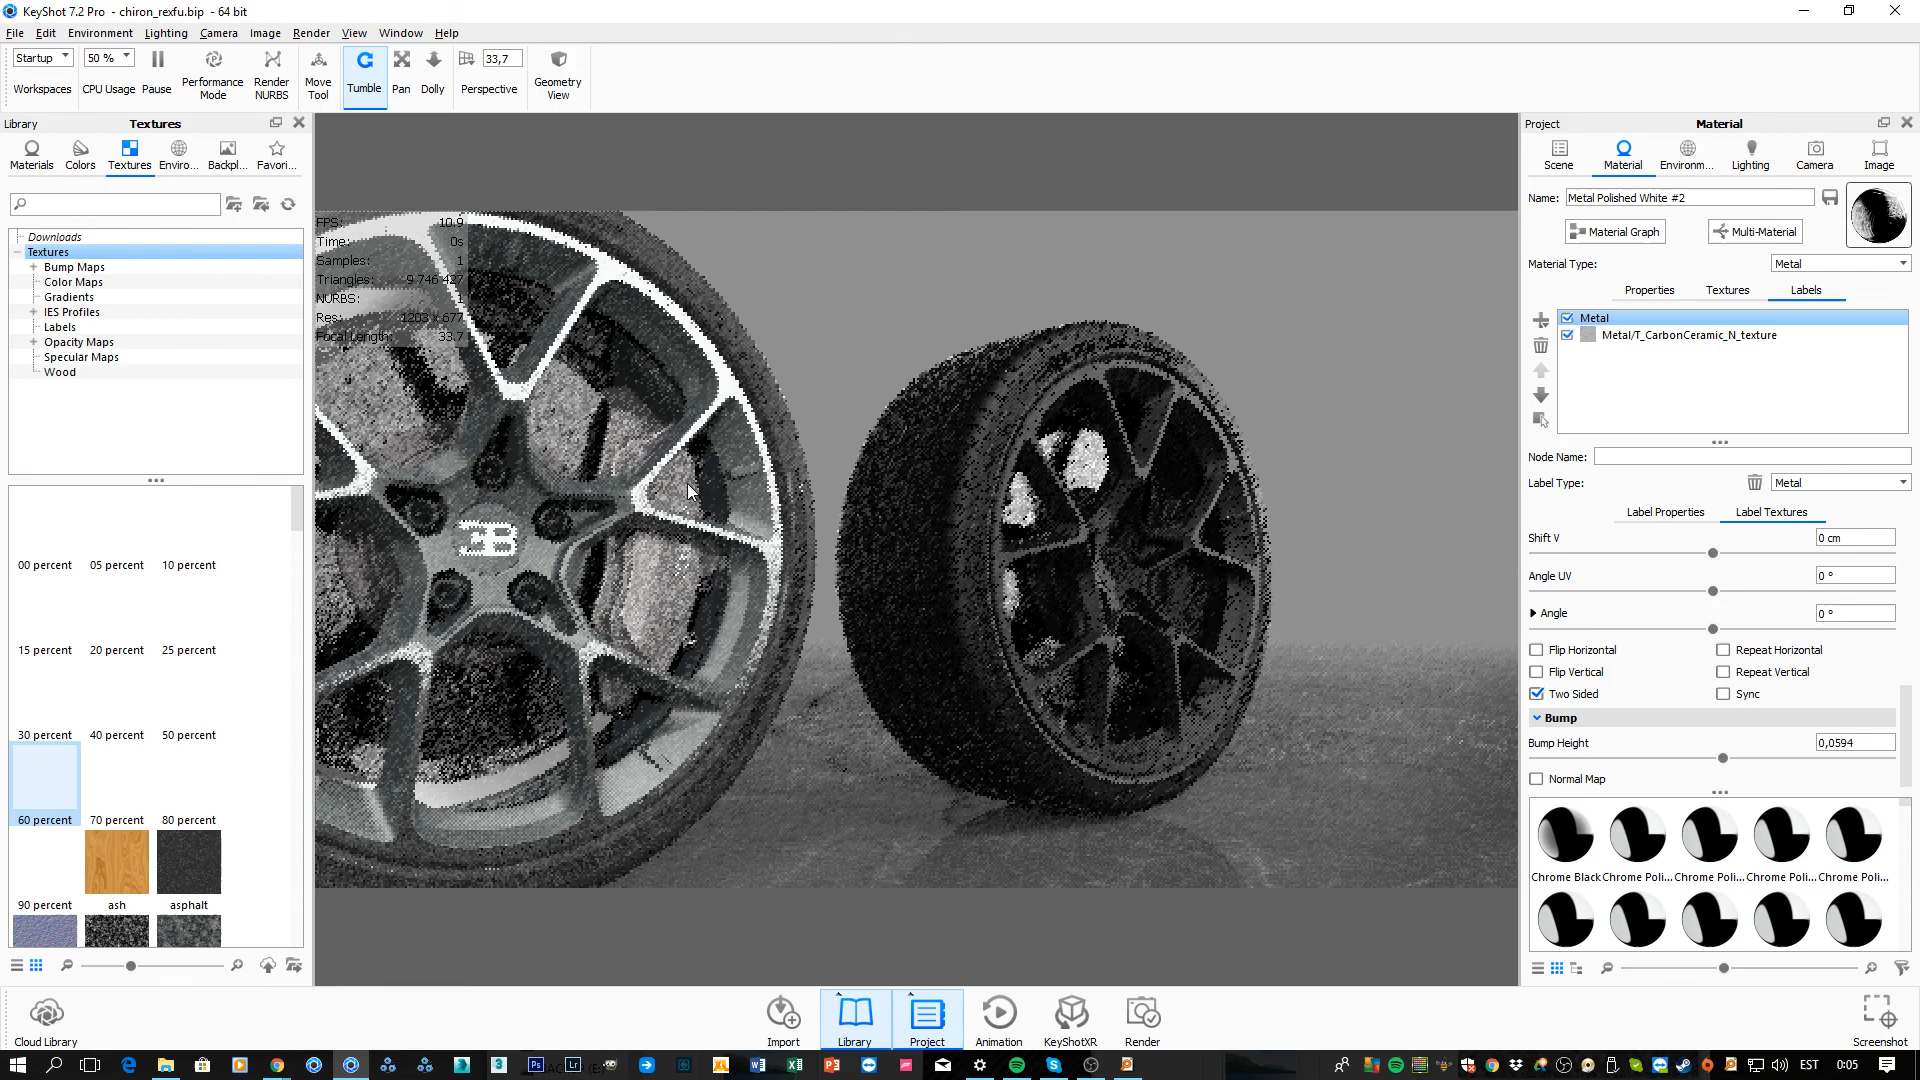 KeyShot 7.2 Pro - chiron_rexfu.bip - 64 bit
File Edit Environment Lighting Camera Image Render View Window Help
Startup
50 %
33,7
Workspaces CPU Usage Pause Performance Mode Render NURBS Move Tool Tumble Pan Dolly Perspective Geometry View
Library Textures
Materials Colors Textures Enviro... Backpl... Favori...
Downloads
Textures
Bump Maps
Color Maps
Gradients
IES Profiles
Labels
Opacity Maps
Specular Maps
Wood
00 percent 05 percent 10 percent
15 percent 20 percent 25 percent
30 percent 40 percent 50 percent
60 percent 70 percent 80 percent
90 percent ash asphalt
FPS: 10.9
Time: 0s
Samples: 1
Triangles: 9 746 427
NURBS: 1
Res: 1203 x 677
Focal Length: 33.7
Project Material
Scene Material Environm... Lighting Camera Image
Name: Metal Polished White #2
Material Graph Multi-Material
Material Type: Metal
Properties Textures Labels
Metal
Metal/T_CarbonCeramic_N_texture
Node Name:
Label Type: Metal
Label Properties Label Textures
Shift V 0 cm
Angle UV 0 °
Angle 0 °
Flip Horizontal Repeat Horizontal
Flip Vertical Repeat Vertical
Two Sided Sync
Bump
Bump Height 0,0594
Normal Map
Chrome Black Chrome Poli... Chrome Poli... Chrome Poli... Chrome Poli...
Cloud Library Import Library Project Animation KeyShotXR Render Screenshot
EST 0:05